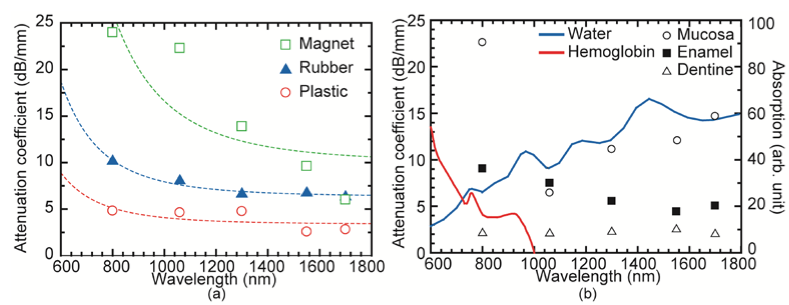 25
20
15
10
5
0
Attenuation coefficient (dB/mm)
Magnet
Rubber
Plastic
600 800 1000 1200 1400 1600 1800
Wavelength (nm)
(a)
25
20
15
10
5
0
Attenuation coefficient (dB/mm)
Water
Hemoglobin
Mucosa
Enamel
Dentine
100
80
60
40
20
0
Absorption (arb. unit)
600 800 1000 1200 1400 1600 1800
Wavelength (nm)
(b)